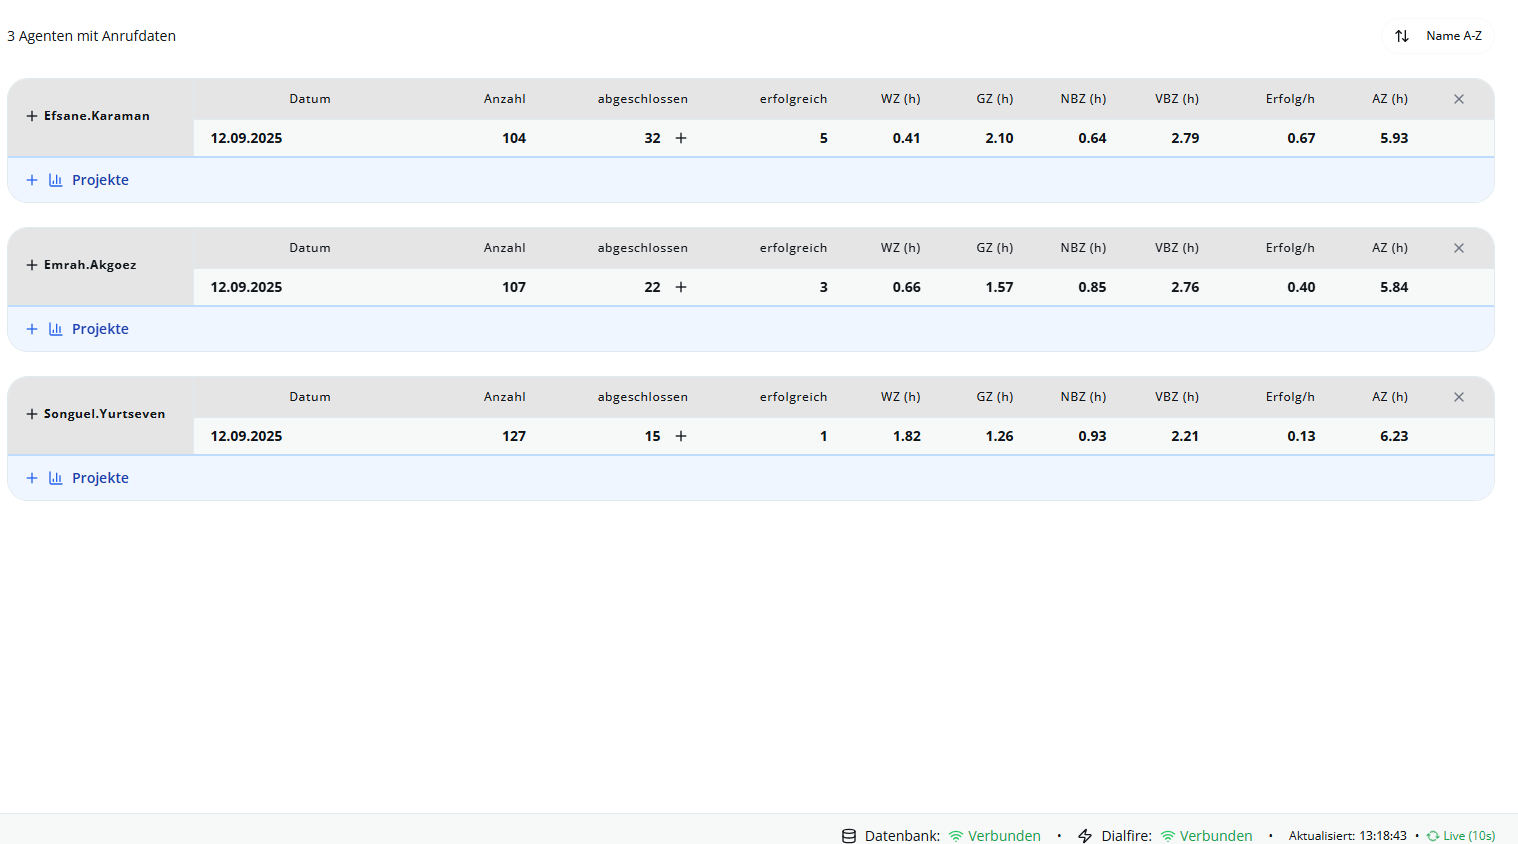 3 Agenten mit Anrufdaten Name A-Z
Datum Anzahl abgeschlossen erfolgreich WZ (h) GZ (h) NBZ (h) VBZ (h) Erfolg/h AZ (h)
Efsane.Karaman
12.09.2025 104 32 + 5 0.41 2.10 0.64 2.79 0.67 5.93
+ Projekte
Datum Anzahl abgeschlossen erfolgreich WZ (h) GZ (h) NBZ (h) VBZ (h) Erfolg/h AZ (h)
Emrah.Akgoez
12.09.2025 107 22 + 3 0.66 1.57 0.85 2.76 0.40 5.84
+ Projekte
Datum Anzahl abgeschlossen erfolgreich WZ (h) GZ (h) NBZ (h) VBZ (h) Erfolg/h AZ (h)
Songuel.Yurtseven
12.09.2025 127 15 + 1 1.82 1.26 0.93 2.21 0.13 6.23
+ Projekte
Datenbank: Verbunden • Dialfire: Verbunden • Aktualisiert: 13:18:43 • Live (10s)